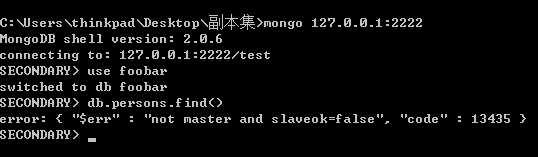 C:\Users\thinkpad\Desktop\副本集>mongo 127.0.0.1:2222
MongoDB shell version: 2.0.6
connecting to: 127.0.0.1:2222/test
SECONDARY> use foobar
switched to db foobar
SECONDARY> db.persons.find()
error: { "$err" : "not master and slaveok=false", "code" : 13435 }
SECONDARY> _